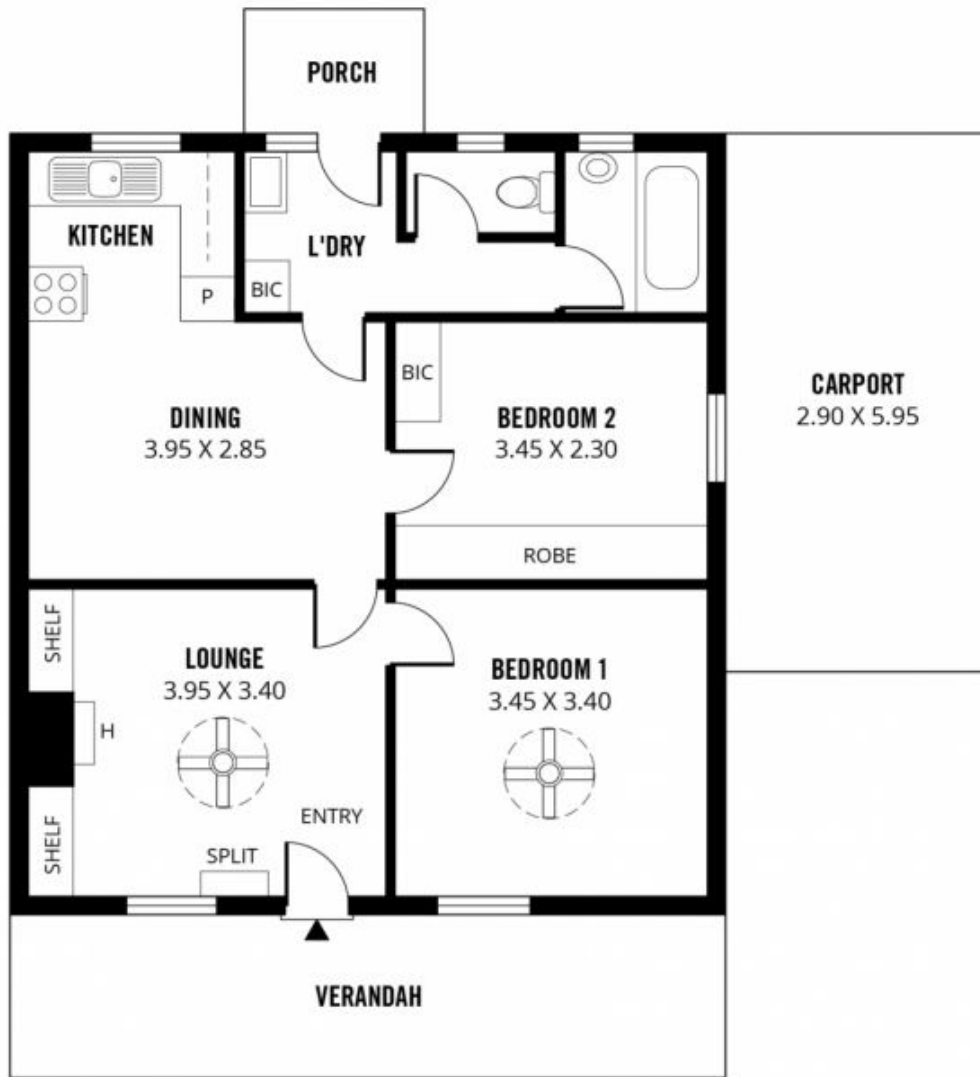 PORCH
KITCHEN
L'DRY
BIC
P
BIC
DINING
3.95 X 2.85
BEDROOM 2
3.45 X 2.30
CARPORT
2.90 X 5.95
ROBE
SHELF
LOUNGE
3.95 X 3.40
BEDROOM 1
3.45 X 3.40
H
ENTRY
SHELF
SPLIT
VERANDAH